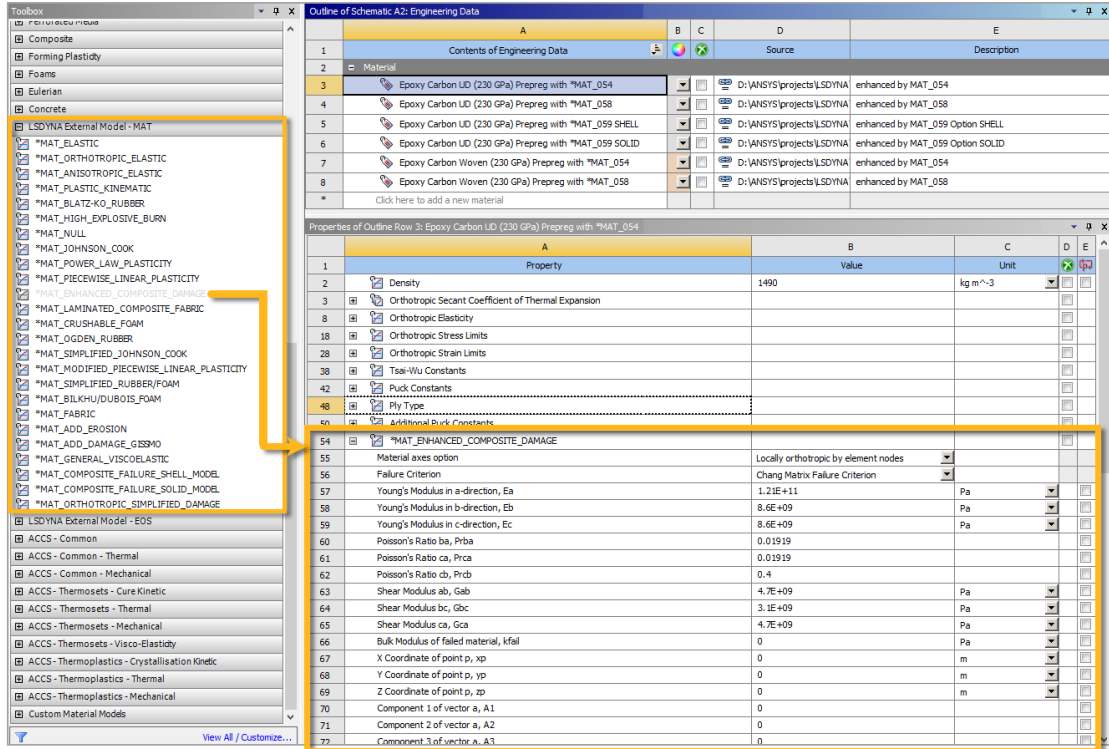 Toolbox
Perforated Media
Composite
Forming Plasticity
Foams
Eulerian
Concrete
LSDYNA External Model - MAT
*MAT_ELASTIC
*MAT_ORTHOTROPIC_ELASTIC
*MAT_ANISOTROPIC_ELASTIC
*MAT_PLASTIC_KINEMATIC
*MAT_BLATZ-KO_RUBBER
*MAT_HIGH_EXPLOSIVE_BURN
*MAT_NULL
*MAT_JOHNSON_COOK
*MAT_POWER_LAW_PLASTICITY
*MAT_PIECEWISE_LINEAR_PLASTICITY
*MAT_ENHANCED_COMPOSITE_DAMAGE
*MAT_LAMINATED_COMPOSITE_FABRIC
*MAT_CRUSHABLE_FOAM
*MAT_OGDEN_RUBBER
*MAT_SIMPLIFIED_JOHNSON_COOK
*MAT_MODIFIED_PIECEWISE_LINEAR_PLASTICITY
*MAT_SIMPLIFIED_RUBBER/FOAM
*MAT_BILKHU/DUBOIS_FOAM
*MAT_FABRIC
*MAT_ADD_EROSION
*MAT_ADD_DAMAGE_GISSMO
*MAT_GENERAL_VISCOELASTIC
*MAT_COMPOSITE_FAILURE_SHELL_MODEL
*MAT_COMPOSITE_FAILURE_SOLID_MODEL
*MAT_ORTHOTROPIC_SIMPLIFIED_DAMAGE
LSDYNA External Model - EOS
ACCS - Common
ACCS - Common - Thermal
ACCS - Common - Mechanical
ACCS - Thermosets - Cure Kinetic
ACCS - Thermosets - Thermal
ACCS - Thermosets - Mechanical
ACCS - Thermosets - Visco-Elasticity
ACCS - Thermoplastics - Crystallisation Kinetic
ACCS - Thermoplastics - Thermal
ACCS - Thermoplastics - Mechanical
Custom Material Models
View All / Customize...
Outline of Schematic A2: Engineering Data
A B C D E
1 Contents of Engineering Data Source Description
2 Material
3 Epoxy Carbon UD (230 GPa) Prepreg with *MAT_054 D:\ANSYS\projects\LSDYNA enhanced by MAT_054
4 Epoxy Carbon UD (230 GPa) Prepreg with *MAT_058 D:\ANSYS\projects\LSDYNA enhanced by MAT_058
5 Epoxy Carbon UD (230 GPa) Prepreg with *MAT_059 SHELL D:\ANSYS\projects\LSDYNA enhanced by MAT_059 Option SHELL
6 Epoxy Carbon UD (230 GPa) Prepreg with *MAT_059 SOLID D:\ANSYS\projects\LSDYNA enhanced by MAT_059 Option SOLID
7 Epoxy Carbon Woven (230 GPa) Prepreg with *MAT_054 D:\ANSYS\projects\LSDYNA enhanced by MAT_054
8 Epoxy Carbon Woven (230 GPa) Prepreg with *MAT_058 D:\ANSYS\projects\LSDYNA enhanced by MAT_058
* Click here to add a new material
Properties of Outline Row 3: Epoxy Carbon UD (230 GPa) Prepreg with *MAT_054
A B C D E
1 Property Value Unit
2 Density 1490 kg m^-3
3 Orthotropic Secant Coefficient of Thermal Expansion
8 Orthotropic Elasticity
18 Orthotropic Stress Limits
28 Orthotropic Strain Limits
38 Tsai-Wu Constants
42 Puck Constants
48 Ply Type
50 Additional Puck Constants
54 *MAT_ENHANCED_COMPOSITE_DAMAGE
55 Material axes option Locally orthotropic by element nodes
56 Failure Criterion Chang Matrix Failure Criterion
57 Young's Modulus in a-direction, Ea 1.21E+11 Pa
58 Young's Modulus in b-direction, Eb 8.6E+09 Pa
59 Young's Modulus in c-direction, Ec 8.6E+09 Pa
60 Poisson's Ratio ba, Prba 0.01919
61 Poisson's Ratio ca, Prca 0.01919
62 Poisson's Ratio cb, Prcb 0.4
63 Shear Modulus ab, Gab 4.7E+09 Pa
64 Shear Modulus bc, Gbc 3.1E+09 Pa
65 Shear Modulus ca, Gca 4.7E+09 Pa
66 Bulk Modulus of failed material, kfail 0 Pa
67 X Coordinate of point p, xp 0 m
68 Y Coordinate of point p, yp 0 m
69 Z Coordinate of point p, zp 0 m
70 Component 1 of vector a, A1 0
71 Component 2 of vector a, A2 0
72 Component 3 of vector a, A3 0